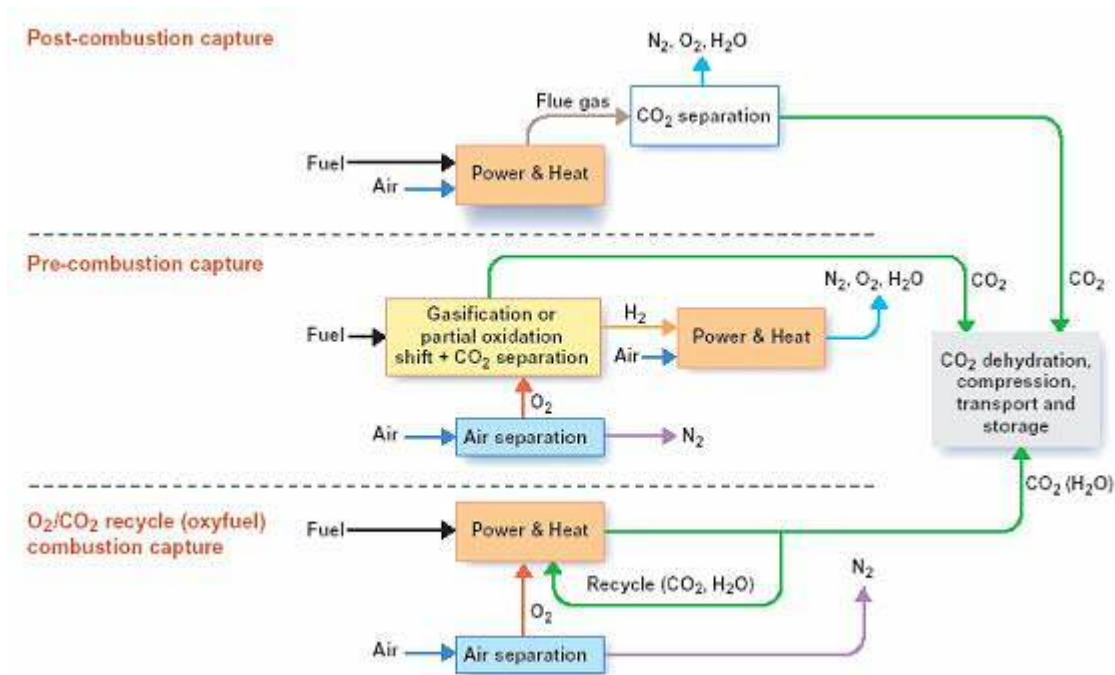 Post-combustion capture
N₂, O₂, H₂O
Flue gas
CO₂ separation
Fuel
Air
Power & Heat
Pre-combustion capture
N₂, O₂, H₂O
CO₂
CO₂
Gasification or
partial oxidation
shift + CO₂ separation
Fuel
H₂
Air
Power & Heat
CO₂ dehydration,
compression,
transport and
storage
O₂
Air
Air separation
N₂
CO₂ (H₂O)
O₂/CO₂ recycle (oxyfuel)
combustion capture
Fuel
Power & Heat
Recycle (CO₂, H₂O)
N₂
O₂
Air
Air separation